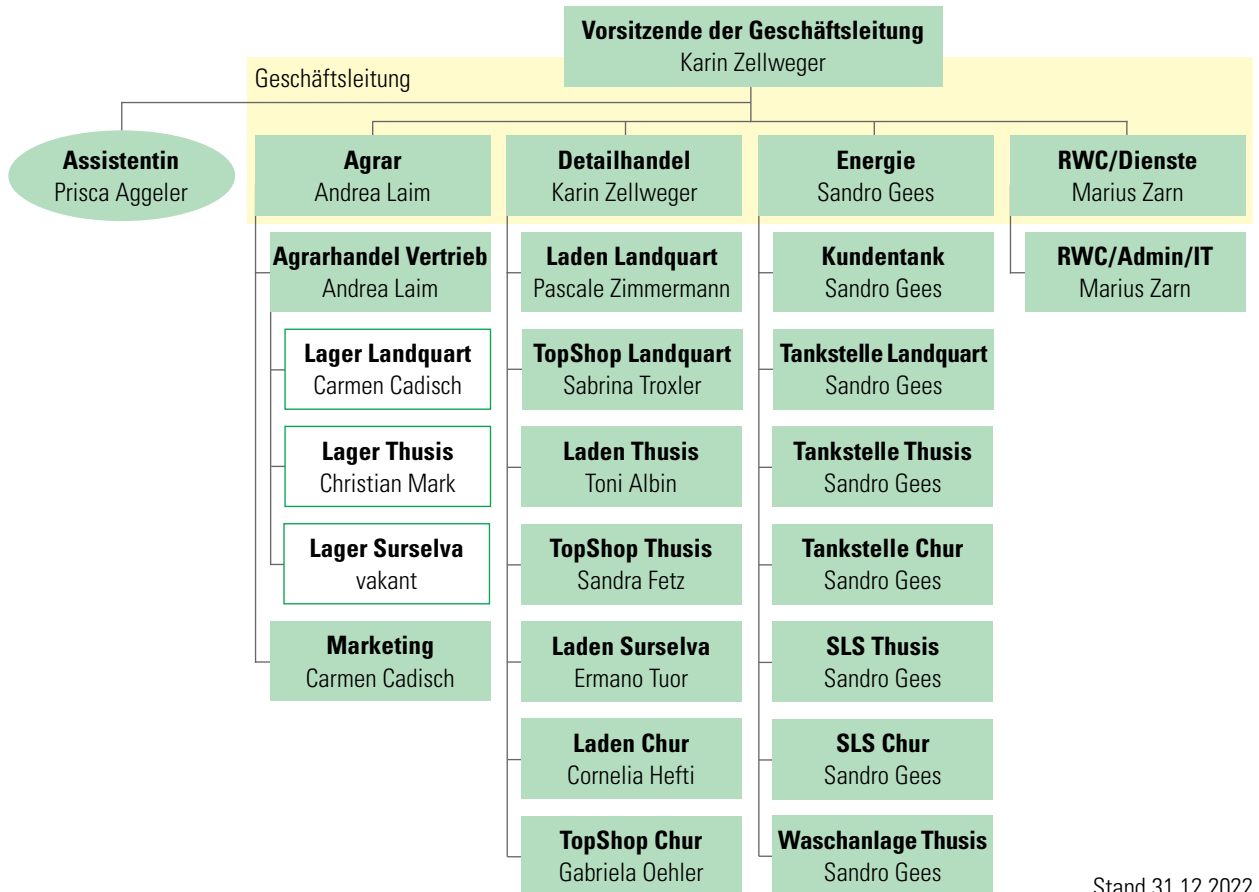 Vorsitzende der Geschäftsleitung
Karin Zellweger
Geschäftsleitung
Assistentin
Prisca Aggeler
Agrar
Andrea Laim
Detailhandel
Karin Zellweger
Energie
Sandro Gees
RWC/Dienste
Marius Zarn
Agrarhandel Vertrieb
Andrea Laim
Lager Landquart
Carmen Cadisch
Lager Thusis
Christian Mark
Lager Surselva
vakant
Marketing
Carmen Cadisch
Laden Landquart
Pascale Zimmermann
TopShop Landquart
Sabrina Troxler
Laden Thusis
Toni Albin
TopShop Thusis
Sandra Fetz
Laden Surselva
Ermano Tuor
Laden Chur
Cornelia Hefti
TopShop Chur
Gabriela Oehler
Kundentank
Sandro Gees
Tankstelle Landquart
Sandro Gees
Tankstelle Thusis
Sandro Gees
Tankstelle Chur
Sandro Gees
SLS Thusis
Sandro Gees
SLS Chur
Sandro Gees
Waschanlage Thusis
Sandro Gees
RWC/Admin/IT
Marius Zarn
Stand 31.12.2022